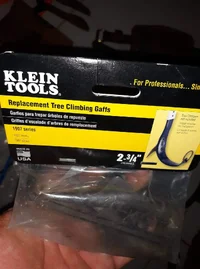 KLEIN
TOOLS
For Professionals...
Replacement Tree Climbing Gaffs
Garfios para trepar árboles de repuesto
Griffes d'escalade d'arbres de remplacement
1907 series
USA
2-3/4"